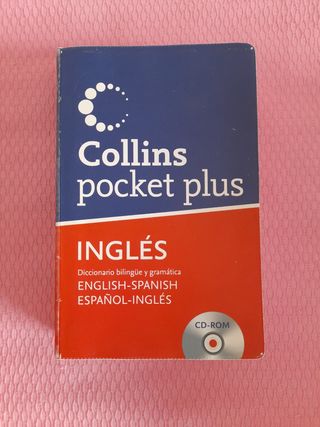 Collins
pocket plus
INGLÉS
Diccionario bilingüe y gramática
ENGLISH-SPANISH
ESPAÑOL-INGLÉS
CD-ROM